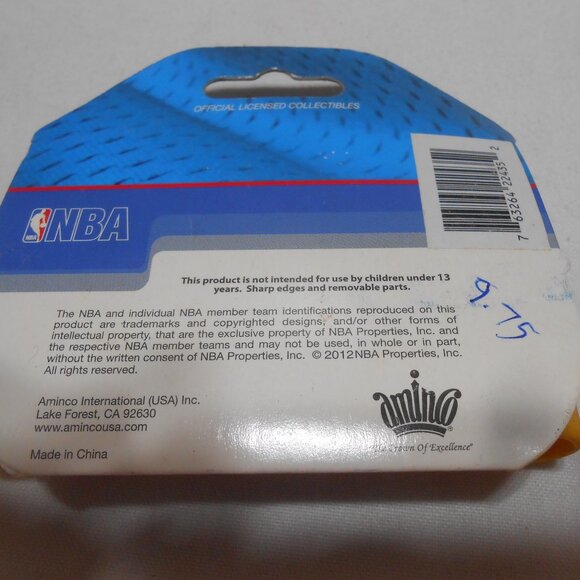 OFFICIAL LICENSED COLLECTIBLES
7 63264 22435 2
NBA
This product is not intended for use by children under 13
years. Sharp edges and removable parts.
9.75
The NBA and individual NBA member team identifications reproduced on this
product are trademarks and copyrighted designs, and/or other forms of
intellectual property, that are the exclusive property of NBA Properties, Inc. and
the respective NBA member teams and may not be used, in whole or in part,
without the written consent of NBA Properties, Inc. © 2012 NBA Properties, Inc.
All rights reserved.
Aminco International (USA) Inc.
Lake Forest, CA 92630
www.amincousa.com
aminco
"The Crown Of Excellence"
Made in China